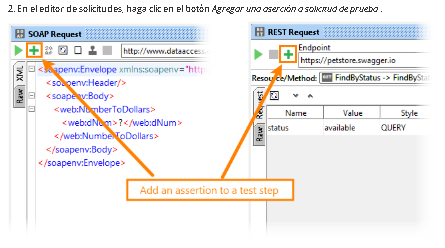 2. En el editor de solicitudes, haga clic en el botón Agregar una aserción a solicitud de prueba .
SOAP Request
http://www.dataaccess.
XML
Raw
<soapenv:Envelope xmlns:soapenv="http
<soapenv:Header/>
<soapenv:Body>
<web:NumberToDollars>
<web:dNum>?</web:dNum>
</web:NumberToDollars>
</soapenv:Body>
</soapenv:Envelope>
REST Request
Endpoint
https://petstore.swagger.io
Resource/Method:
FindByStatus -> FindBySt
Request
Raw
Name Value Style
status available QUERY
Add an assertion to a test step